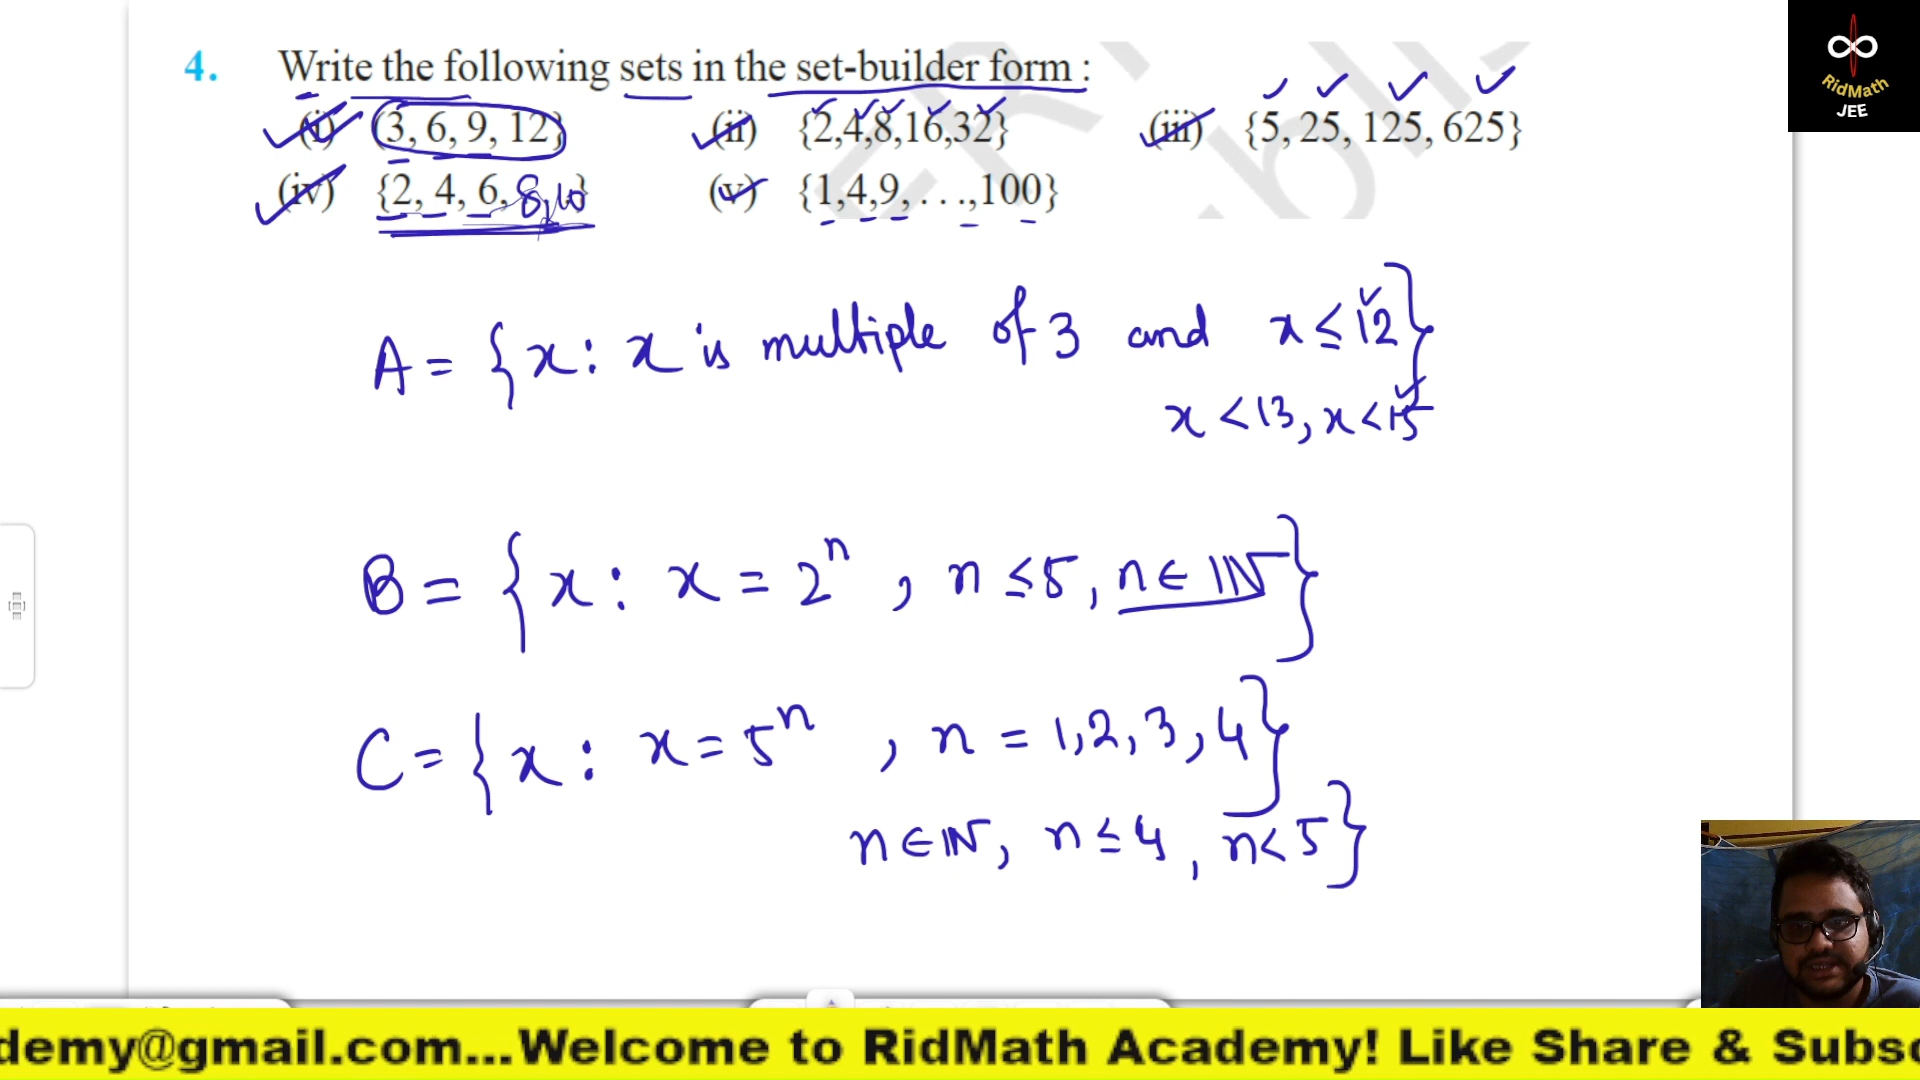 4. Write the following sets in the set-builder form :
(i) {3, 6, 9, 12} (ii) {2,4,8,16,32} (iii) {5, 25, 125, 625}
(iv) {2, 4, 6, 8,10} (v) {1,4,9, . . .,100}
A = {x : x is multiple of 3 and x ≤ 12}
x < 13, x < 15
B = {x : x = 2ⁿ , n ≤ 5, n ∈ ℕ}
C = {x : x = 5ⁿ , n = 1,2,3,4}
n ∈ ℕ, n ≤ 4, n < 5}
RidMath
JEE
demy@gmail.com...Welcome to RidMath Academy! Like Share & Subsc